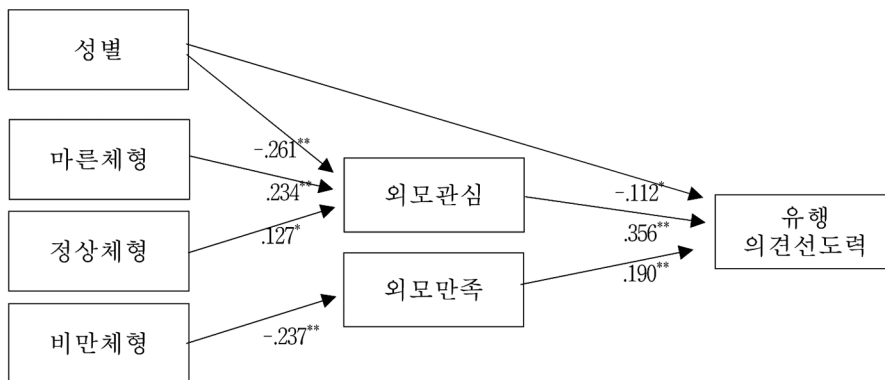 성별
마른체형
정상체형
비만체형
-.261**
.234**
.127*
-.237**
외모관심
외모만족
-.112*
.356**
.190**
유행
의견선도력